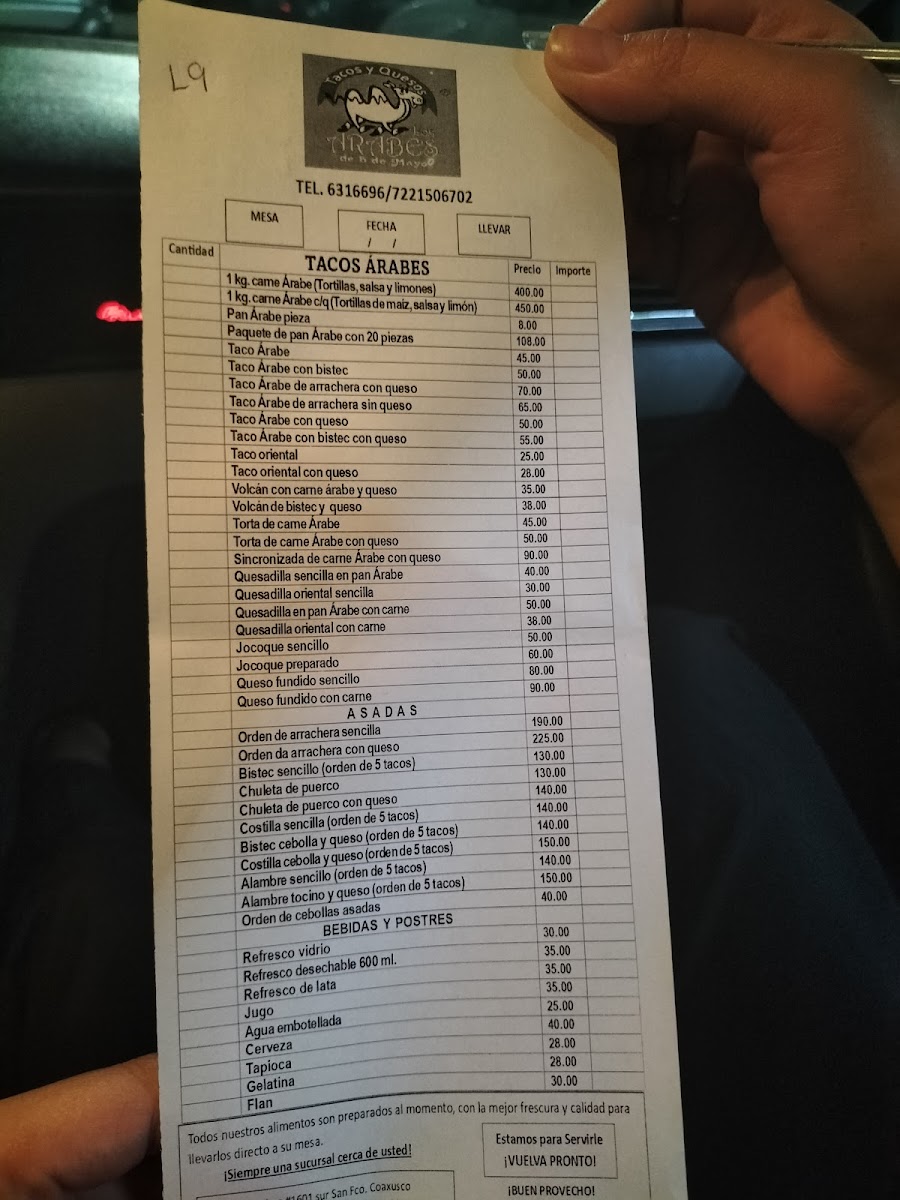 L9
Tacos y Quesos
Los
ÁRABES
de 5 de Mayo
TEL. 6316696/7221506702
MESA
FECHA
/ /
LLEVAR
Cantidad TACOS ÁRABES Precio Importe
1 kg. carne Árabe (Tortillas, salsa y limones) 400.00
1 kg. carne Árabe c/q (Tortillas de maiz, salsa y limón) 450.00
Pan Árabe pieza 8.00
Paquete de pan Árabe con 20 piezas 108.00
Taco Árabe 45.00
Taco Árabe con bistec 50.00
Taco Árabe de arrachera con queso 70.00
Taco Árabe de arrachera sin queso 65.00
Taco Árabe con queso 50.00
Taco Árabe con bistec con queso 55.00
Taco oriental 25.00
Taco oriental con queso 28.00
Volcán con carne árabe y queso 35.00
Volcán de bistec y queso 38.00
Torta de carne Árabe 45.00
Torta de carne Árabe con queso 50.00
Sincronizada de carne Árabe con queso 90.00
Quesadilla sencilla en pan Árabe 40.00
Quesadilla oriental sencilla 30.00
Quesadilla en pan Árabe con carne 50.00
Quesadilla oriental con carne 38.00
Jocoque sencillo 50.00
Jocoque preparado 60.00
Queso fundido sencillo 80.00
Queso fundido con carne 90.00
ASADAS
Orden de arrachera sencilla 190.00
Orden da arrachera con queso 225.00
Bistec sencillo (orden de 5 tacos) 130.00
Chuleta de puerco 130.00
Chuleta de puerco con queso 140.00
Costilla sencilla (orden de 5 tacos) 140.00
Bistec cebolla y queso (orden de 5 tacos) 140.00
Costilla cebolla y queso (orden de 5 tacos) 150.00
Alambre sencillo (orden de 5 tacos) 140.00
Alambre tocino y queso (orden de 5 tacos) 150.00
Orden de cebollas asadas 40.00
BEBIDAS Y POSTRES
Refresco vidrio 30.00
Refresco desechable 600 ml. 35.00
Refresco de lata 35.00
Jugo 35.00
Agua embotellada 25.00
Cerveza 40.00
Tapioca 28.00
Gelatina 28.00
Flan 30.00
Todos nuestros alimentos son preparados al momento, con la mejor frescura y calidad para
llevarlos directo a su mesa.
¡Siempre una sucursal cerca de usted!
Estamos para Servirle
¡VUELVA PRONTO!
#1601 sur San Fco. Coaxusco
¡BUEN PROVECHO!